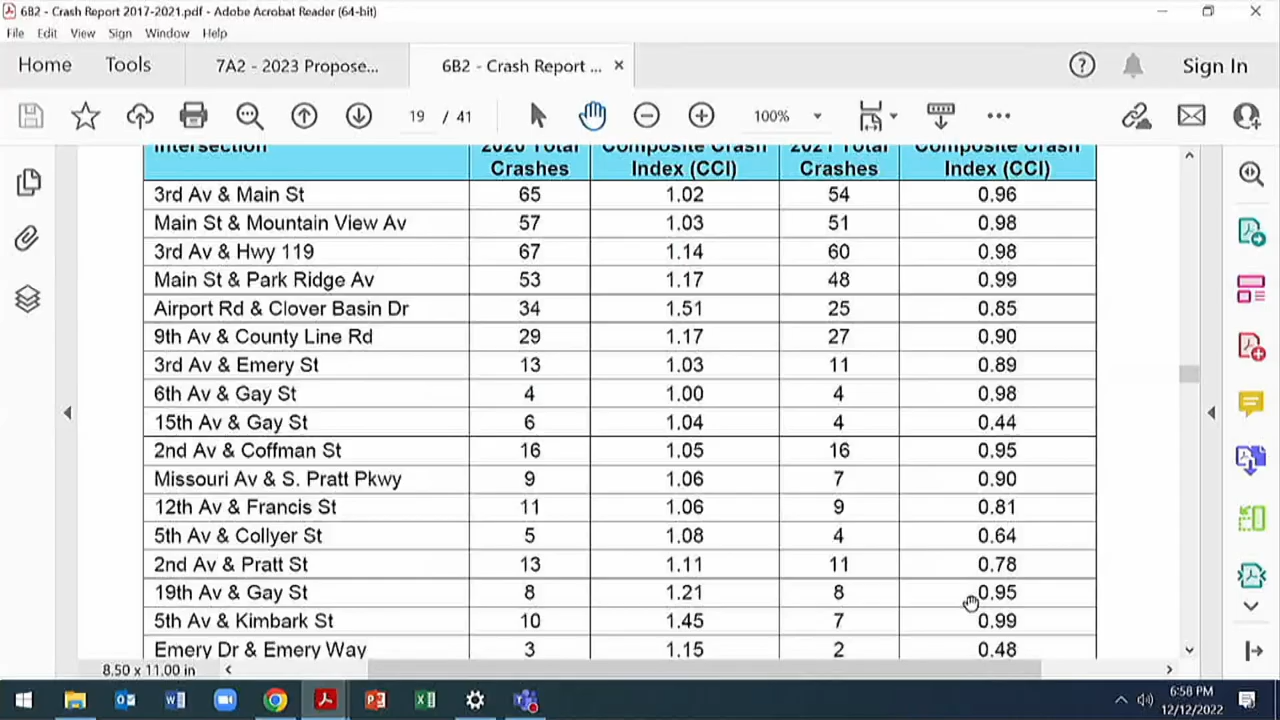 6B2 - Crash Report 2017-2021.pdf - Adobe Acrobat Reader (64-bit)
File Edit View Sign Window Help
Home Tools 7A2 - 2023 Propose... 6B2 - Crash Report ... Sign In
19 / 41 100%
Intersection 2020 Total Composite Crash 2021 Total Composite Crash
Crashes Index (CCI) Crashes Index (CCI)
3rd Av & Main St 65 1.02 54 0.96
Main St & Mountain View Av 57 1.03 51 0.98
3rd Av & Hwy 119 67 1.14 60 0.98
Main St & Park Ridge Av 53 1.17 48 0.99
Airport Rd & Clover Basin Dr 34 1.51 25 0.85
9th Av & County Line Rd 29 1.17 27 0.90
3rd Av & Emery St 13 1.03 11 0.89
6th Av & Gay St 4 1.00 4 0.98
15th Av & Gay St 6 1.04 4 0.44
2nd Av & Coffman St 16 1.05 16 0.95
Missouri Av & S. Pratt Pkwy 9 1.06 7 0.90
12th Av & Francis St 11 1.06 9 0.81
5th Av & Collyer St 5 1.08 4 0.64
2nd Av & Pratt St 13 1.11 11 0.78
19th Av & Gay St 8 1.21 8 0.95
5th Av & Kimbark St 10 1.45 7 0.99
Emery Dr & Emery Way 3 1.15 2 0.48
8.50 x 11.00 in
6:58 PM
12/12/2022